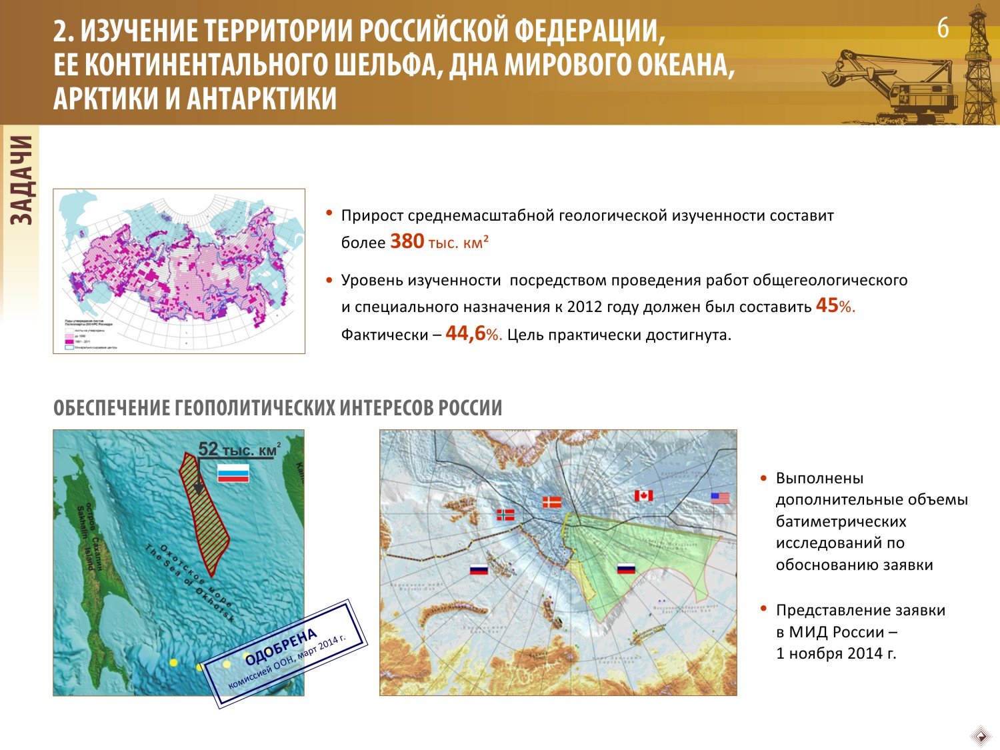 2. ИЗУЧЕНИЕ ТЕРРИТОРИИ РОССИЙСКОЙ ФЕДЕРАЦИИ,
ЕЕ КОНТИНЕНТАЛЬНОГО ШЕЛЬФА, ДНА МИРОВОГО ОКЕАНА,
АРКТИКИ И АНТАРКТИКИ
6
ЗАДАЧИ
• Прирост среднемасштабной геологической изученности составит
более 380 тыс. км²
• Уровень изученности посредством проведения работ общегеологического
и специального назначения к 2012 году должен был составить 45%.
Фактически – 44,6%. Цель практически достигнута.
ОБЕСПЕЧЕНИЕ ГЕОПОЛИТИЧЕСКИХ ИНТЕРЕСОВ РОССИИ
52 тыс. км²
остров Сахалин
Sakhalin Island
Охотское море
The Sea of Okhotsk
ОДОБРЕНА
комиссией ООН, март 2014 г.
• Выполнены
дополнительные объемы
батиметрических
исследований по
обоснованию заявки
• Представление заявки
в МИД России –
1 ноября 2014 г.